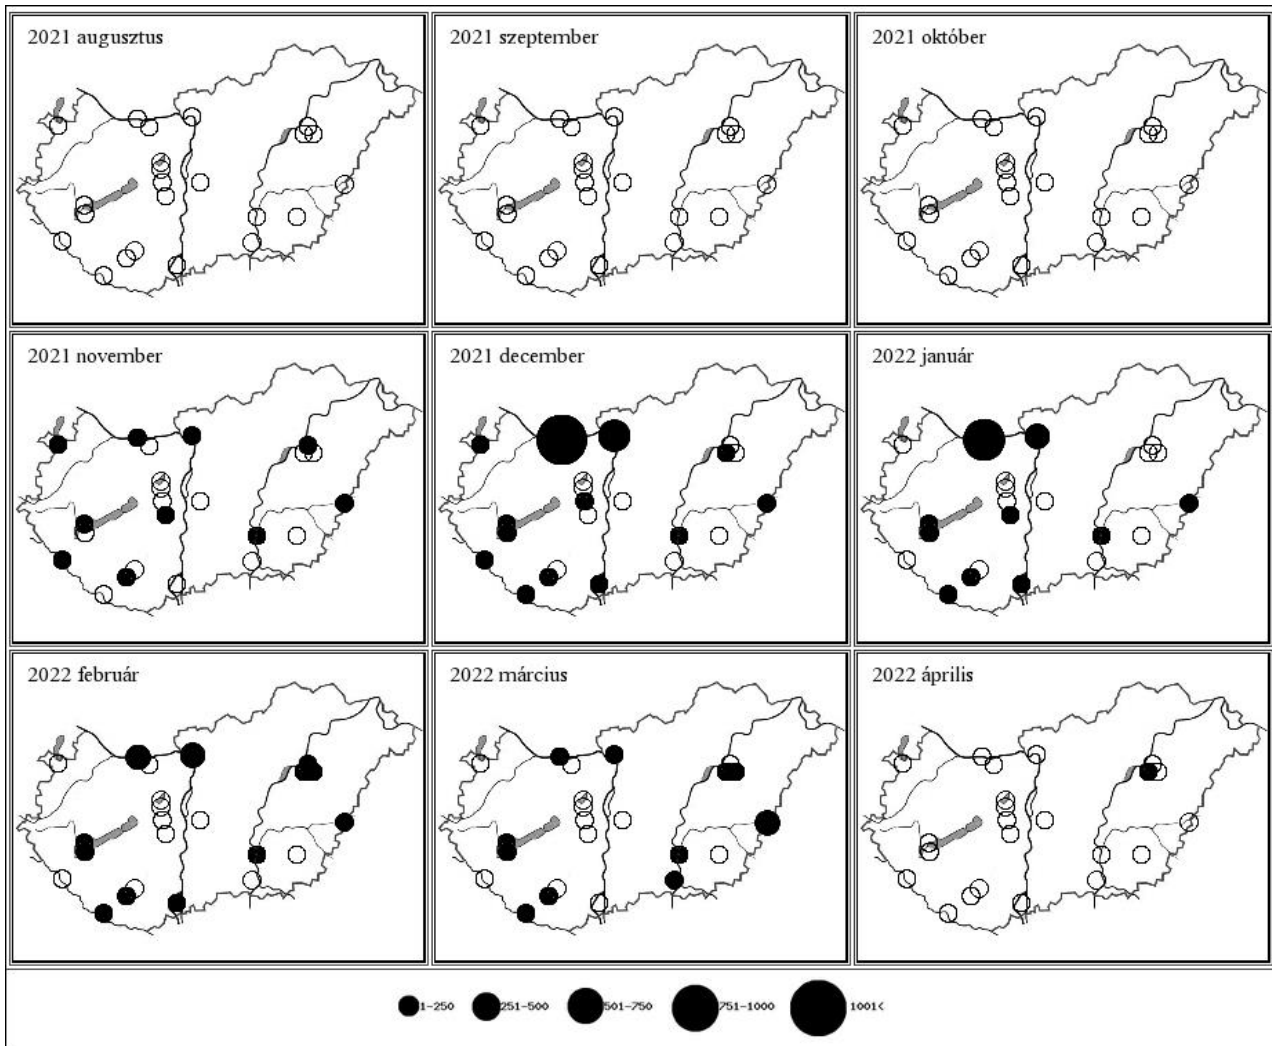 2021 augusztus
2021 szeptember
2021 október
2021 november
2021 december
2022 január
2022 február
2022 március
2022 április
1-250 251-500 501-750 751-1000 1001<